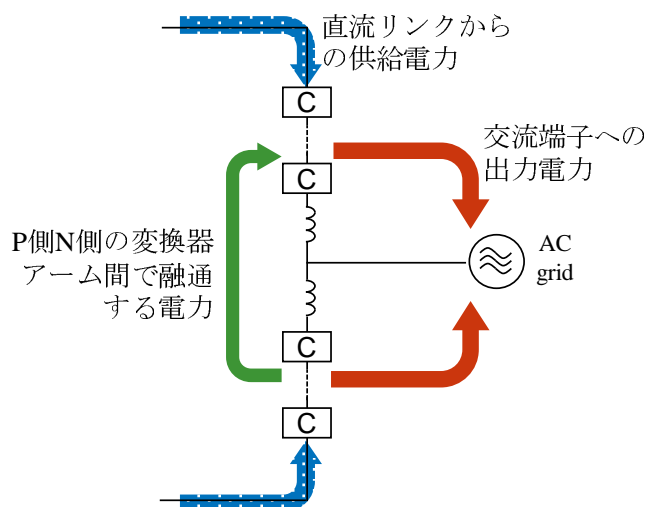 直流リンクから
の供給電力
C
C
交流端子への
出力電力
P側N側の変換器
アーム間で融通
する電力
AC
grid
C
C